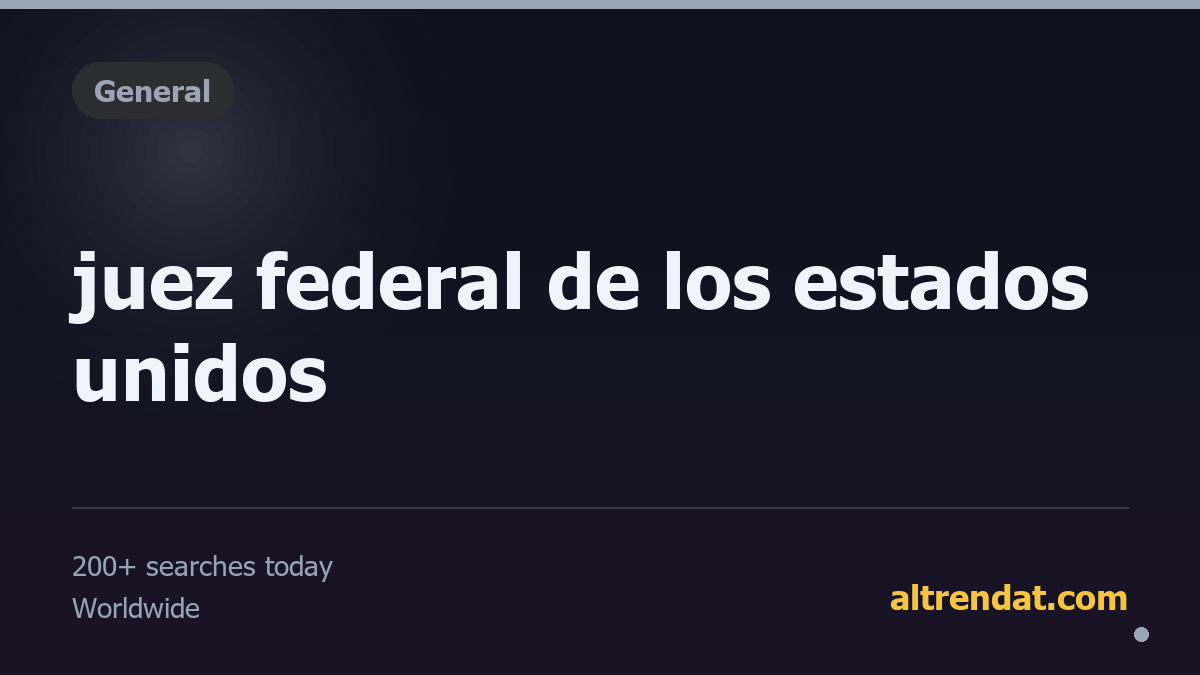 General
juez federal de los estados
unidos
200+ searches today
Worldwide
altrendat.com